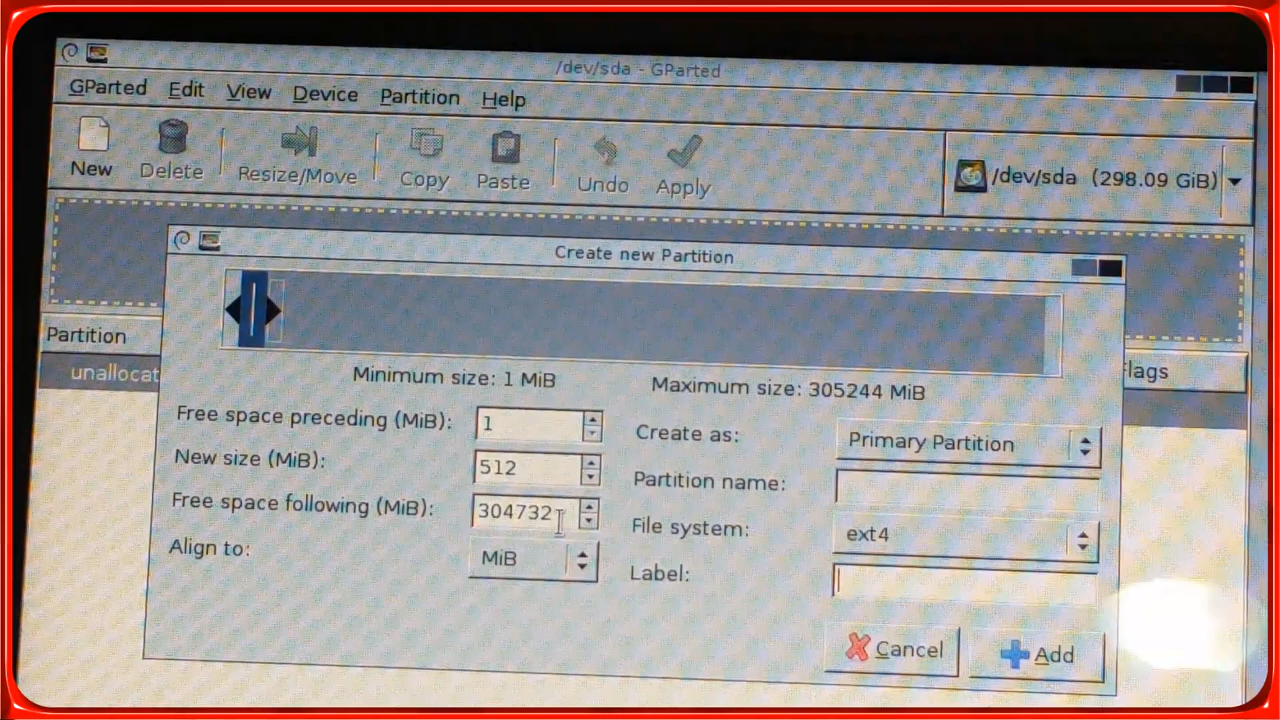 /dev/sda - GParted
GParted Edit View Device Partition Help
New Delete Resize/Move Copy Paste Undo Apply /dev/sda (298.09 GiB)
Create new Partition
Partition
unallocat
Flags
Minimum size: 1 MiB Maximum size: 305244 MiB
Free space preceding (MiB): 1 Create as: Primary Partition
New size (MiB): 512 Partition name:
Free space following (MiB): 304732 File system: ext4
Align to: MiB Label:
Cancel Add